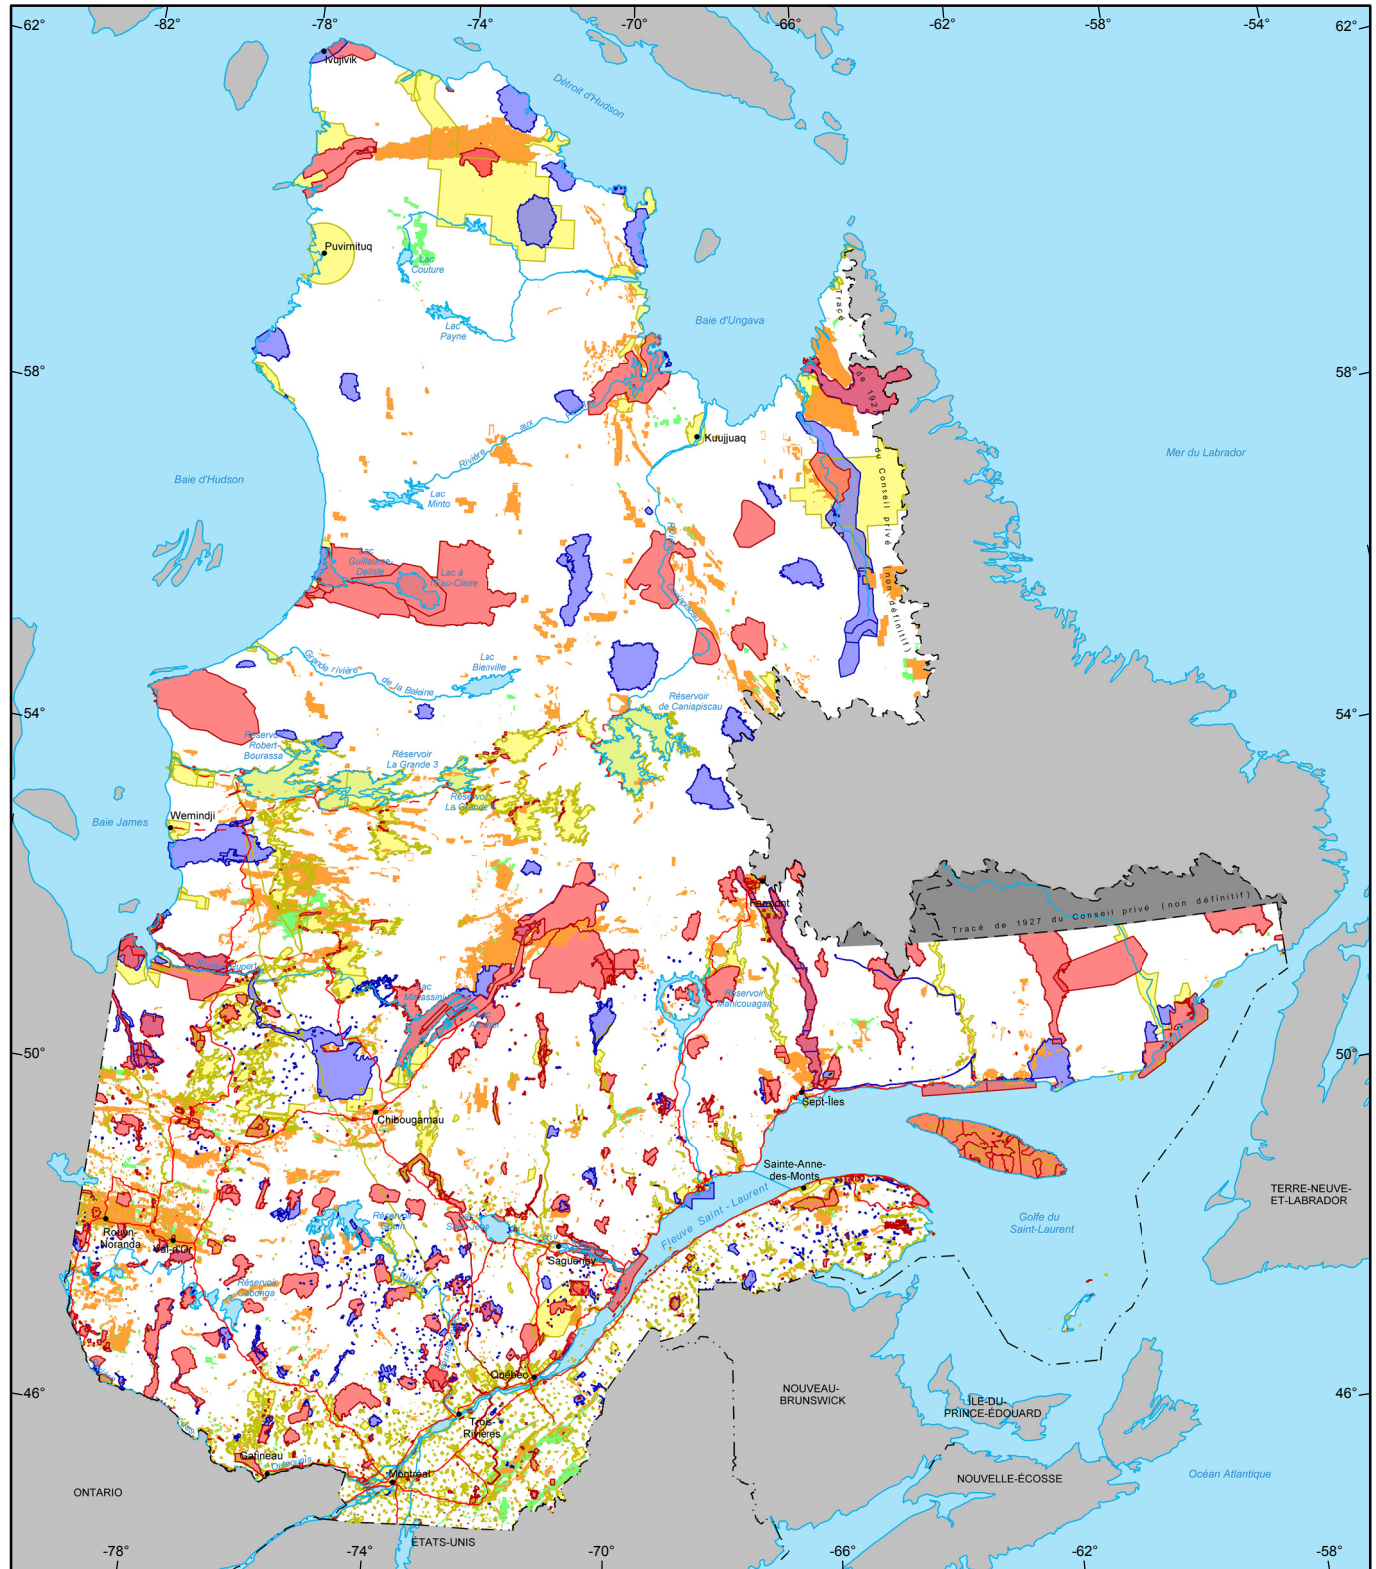 62°
-82
-78
-74°
-70°
-66°
-62°
-58°
-54°
62°
Ivujivik
Détroit d'Hudson
Puvirnituq
Lac
Couture
Lac
Payne
Baie d'Ungava
Tracé
de 1927
du Conseil privé
(non définitif)
58°
58°
Rivière
aux
Kuujjuaq
Mer du Labrador
Baie d'Hudson
Lac
Minto
Lac
Guillaume-
Delisle
Lac à
l'Eau-Claire
Grande rivière
de la Baleine
Lac
Bienville
54°
54°
Réservoir
de Caniapiscau
Réservoir
Robert-
Bourassa
Réservoir
La Grande 3
Réservoir
La Grande
Wemindji
Baie James
Fermont
Tracé de 1927 du Conseil privé (non définitif)
Rupert
Lac
Mistassini
Réservoir
Manicouagan
50°
50°
Sept-Îles
Chibougamau
Sainte-Anne-
des-Monts
Fleuve Saint-Laurent
TERRE-NEUVE-
ET-LABRADOR
Golfe du
Saint-Laurent
Réservoir
Gouin
Rouyn-
Noranda
Val-d'Or
Saguenay
Réservoir
Cabonga
Québec
46°
46°
NOUVEAU-
BRUNSWICK
ÎLE-DU-
PRINCE-ÉDOUARD
Trois-
Rivières
Gatineau
Outaouais
Montréal
NOUVELLE-ÉCOSSE
Océan Atlantique
ONTARIO
ÉTATS-UNIS
-78°
-74°
-70°
-66°
-62°
-58°